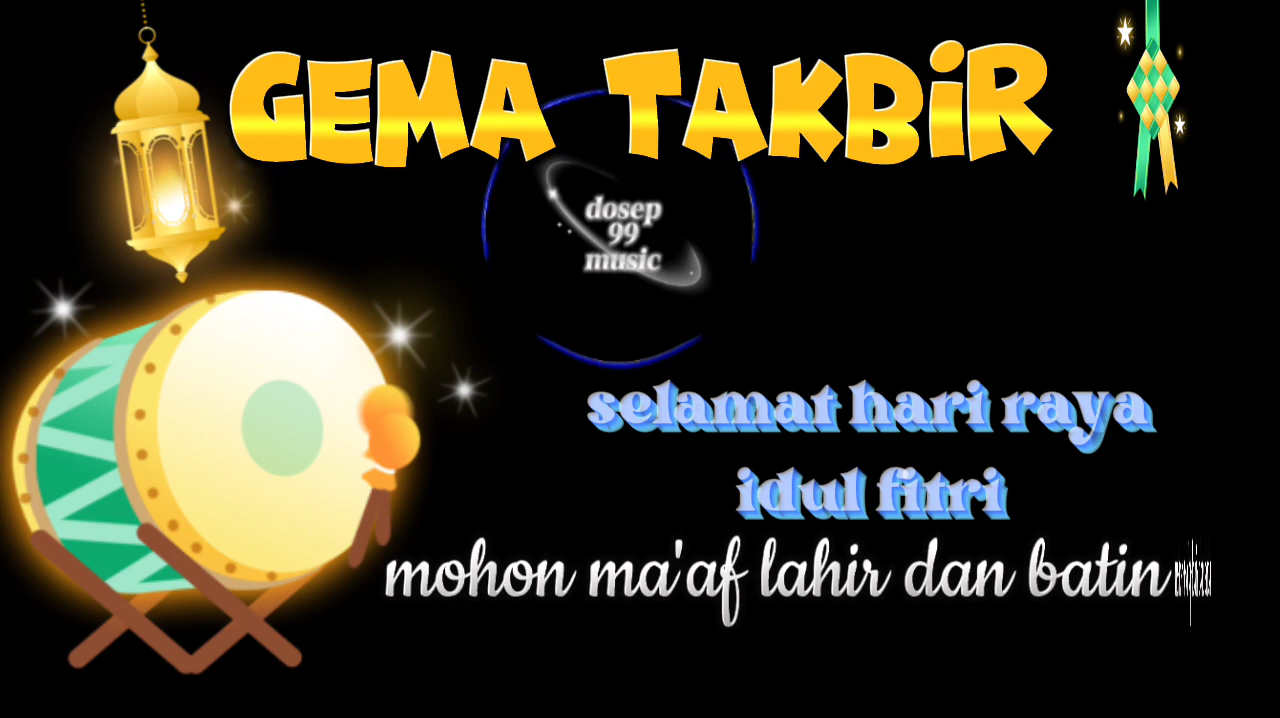 GEMA TAKBiR
dosep
99
music
selamat hari raya
idul fitri
mohon ma'af lahir dan batin